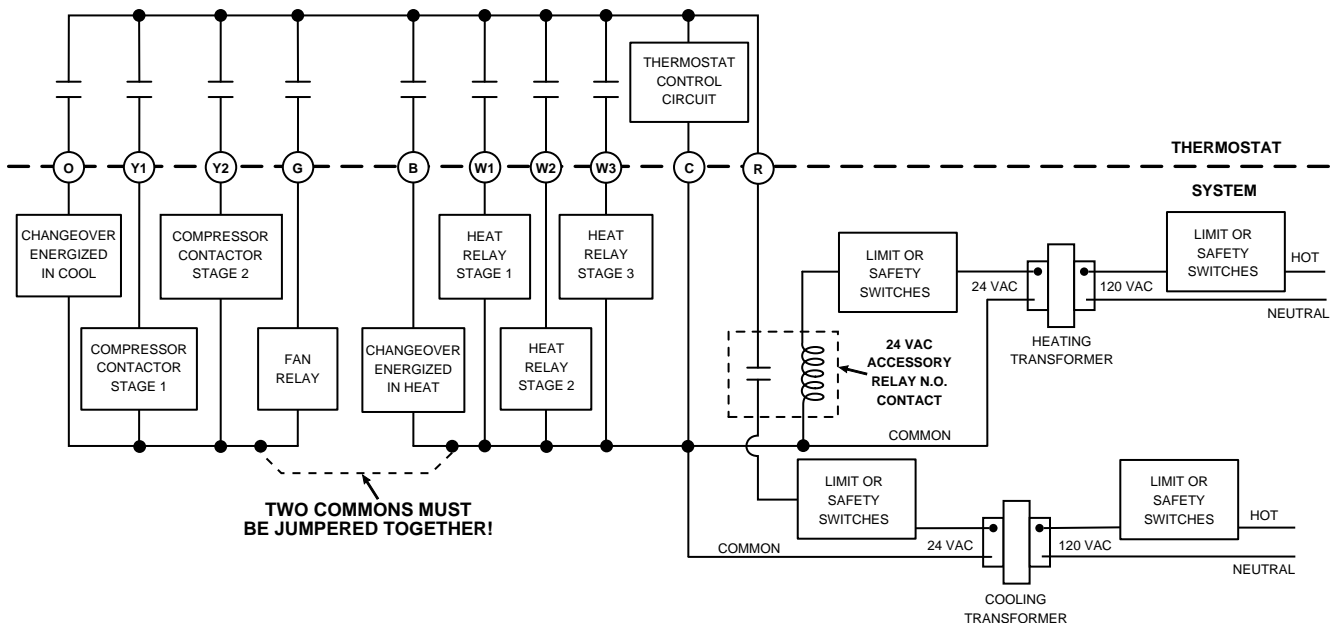 THERMOSTAT
CONTROL
CIRCUIT
O
Y1
Y2
G
B
W1
W2
W3
C
R
THERMOSTAT
SYSTEM
CHANGEOVER
ENERGIZED
IN COOL
COMPRESSOR
CONTACTOR
STAGE 2
HEAT
RELAY
STAGE 1
HEAT
RELAY
STAGE 3
LIMIT OR
SAFETY
SWITCHES
24 VAC
120 VAC
LIMIT OR
SAFETY
SWITCHES
HOT
NEUTRAL
HEATING
TRANSFORMER
COMPRESSOR
CONTACTOR
STAGE 1
FAN
RELAY
CHANGEOVER
ENERGIZED
IN HEAT
HEAT
RELAY
STAGE 2
24 VAC
ACCESSORY
RELAY N.O.
CONTACT
COMMON
TWO COMMONS MUST
BE JUMPERED TOGETHER!
LIMIT OR
SAFETY
SWITCHES
COMMON
24 VAC
120 VAC
LIMIT OR
SAFETY
SWITCHES
HOT
NEUTRAL
COOLING
TRANSFORMER